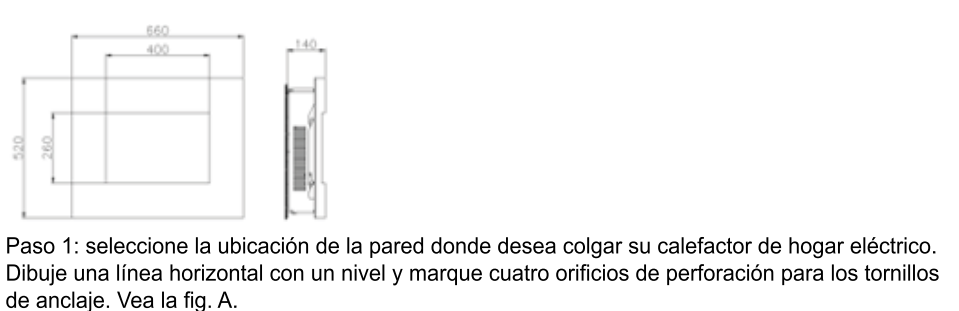 660
400
140
520
260
Paso 1: seleccione la ubicación de la pared donde desea colgar su calefactor de hogar eléctrico.
Dibuje una línea horizontal con un nivel y marque cuatro orificios de perforación para los tornillos
de anclaje. Vea la fig. A.